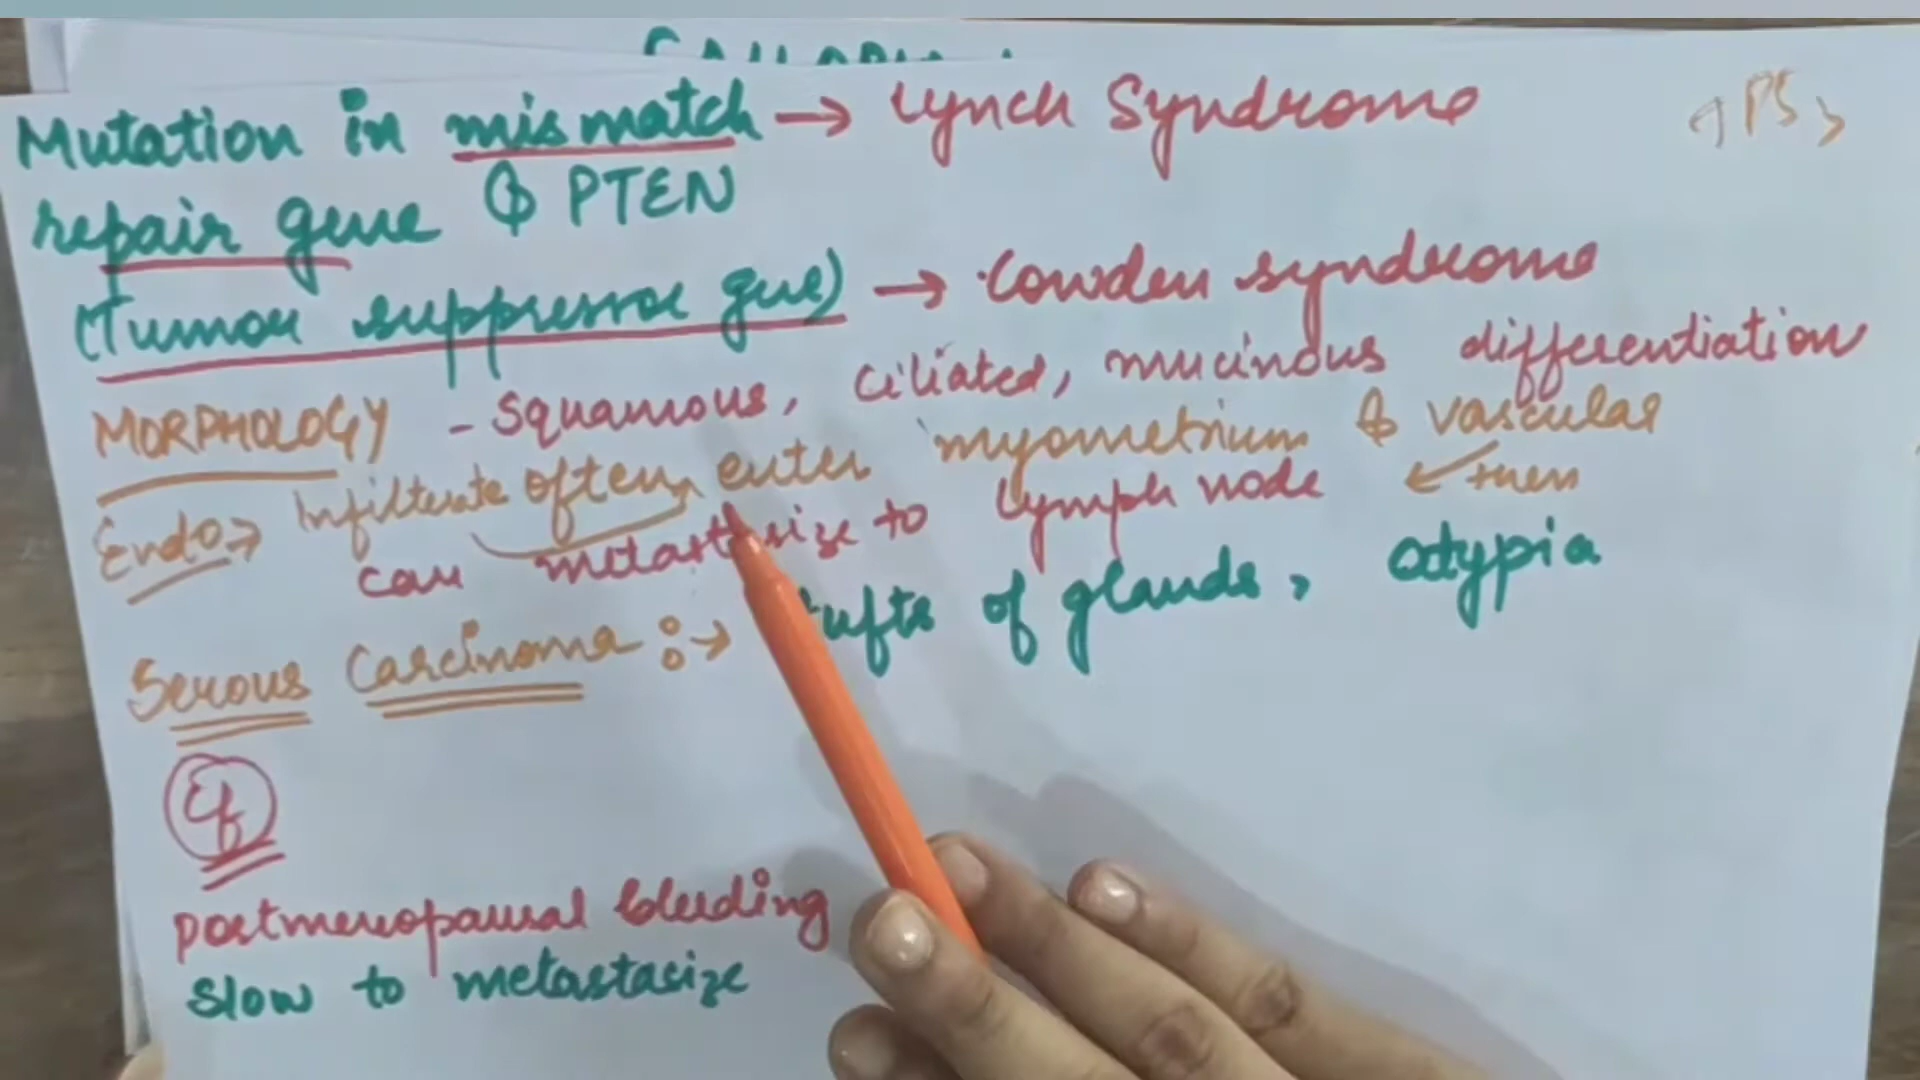 Mutation in mismatch → Lynch Syndrome
repair gene & PTEN
(Tumor suppressor gene) → Cowden syndrome
MORPHOLOGY - Squamous, ciliated, mucinous differentiation
Endo → Infilterate often enter myometrium & vascular
can metastasize to lymph node ← then
Serous Carcinoma :→ tufts of glands, atypia
C/f
Postmenopausal bleeding
Slow to metastasize